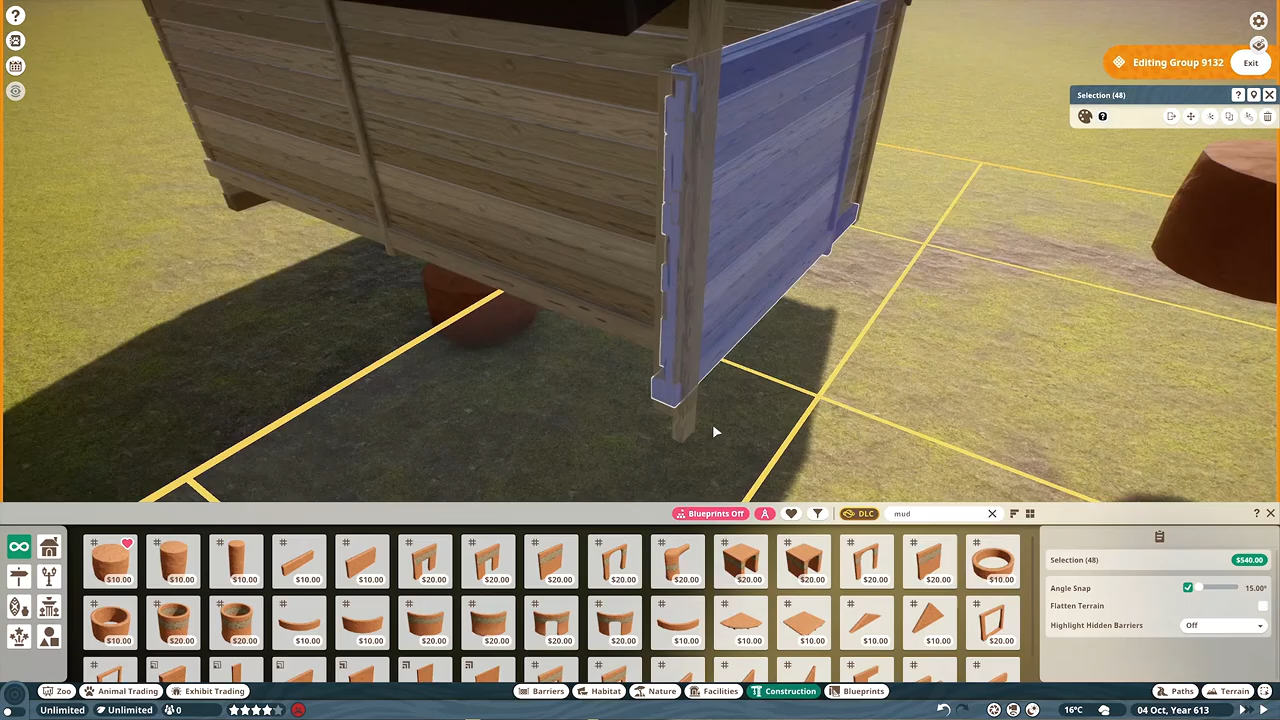 Editing Group 9132
Exit
Selection (48)
Blueprints Off
DLC
mud
$10.00 $10.00 $10.00 $10.00 $10.00 $20.00 $20.00 $20.00 $20.00 $20.00 $20.00 $20.00 $20.00 $20.00 $10.00
$10.00 $20.00 $20.00 $10.00 $10.00 $20.00 $20.00 $20.00 $20.00 $10.00 $10.00 $10.00 $10.00 $10.00 $20.00
Selection (48) $540.00
Angle Snap 15.00°
Flatten Terrain
Highlight Hidden Barriers Off
Zoo Animal Trading Exhibit Trading Barriers Habitat Nature Facilities Construction Blueprints Paths Terrain
Unlimited Unlimited 0 16°C 04 Oct, Year 613